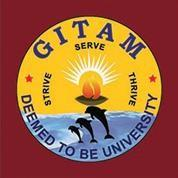 GITAM
SERVE
STRIVE
THRIVE
DEEMED TO BE UNIVERSITY